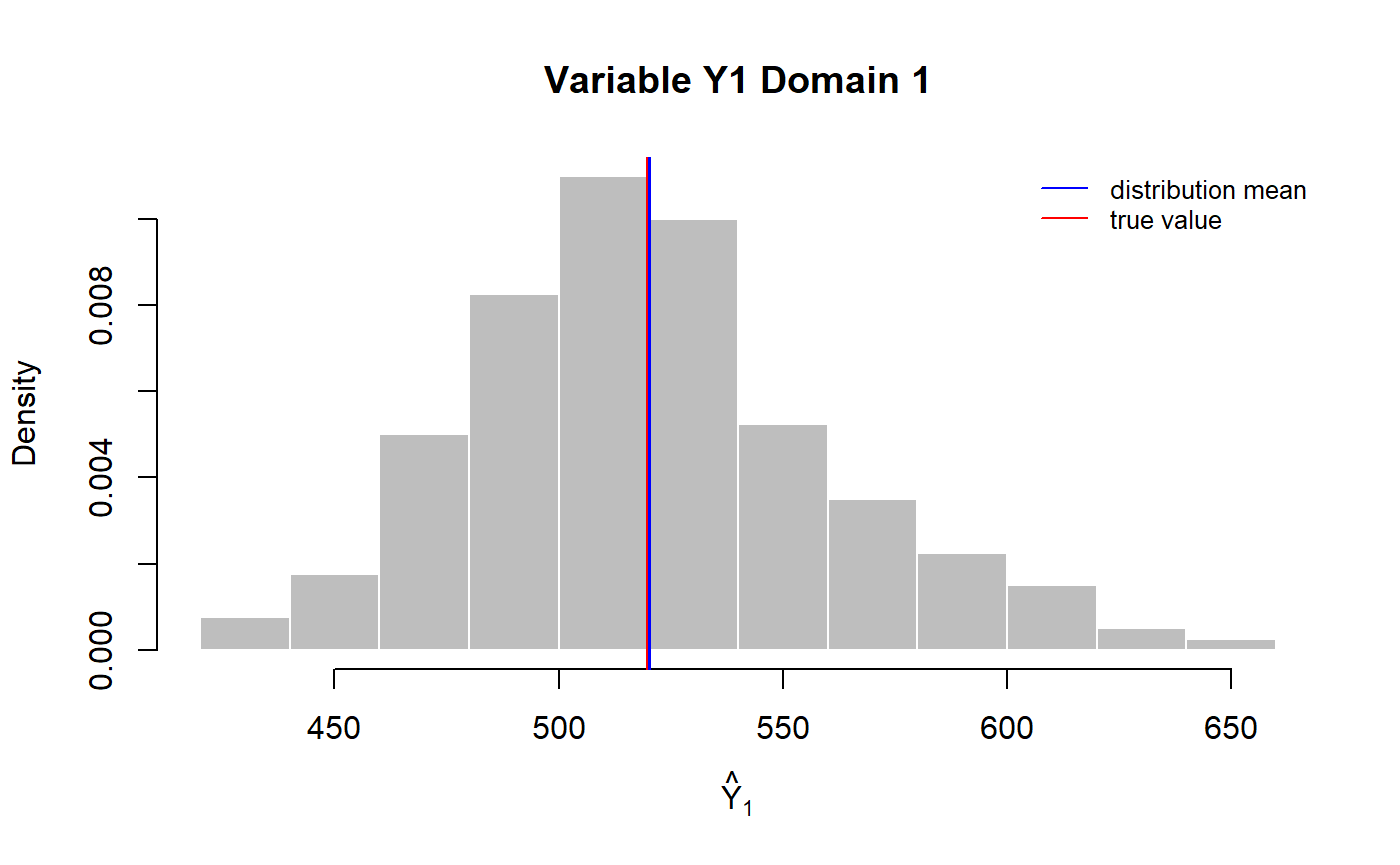 Variable Y1 Domain 1
distribution mean
true value
Density
0.008
0.004
0.000
450 500 550 600 650
Ŷ₁